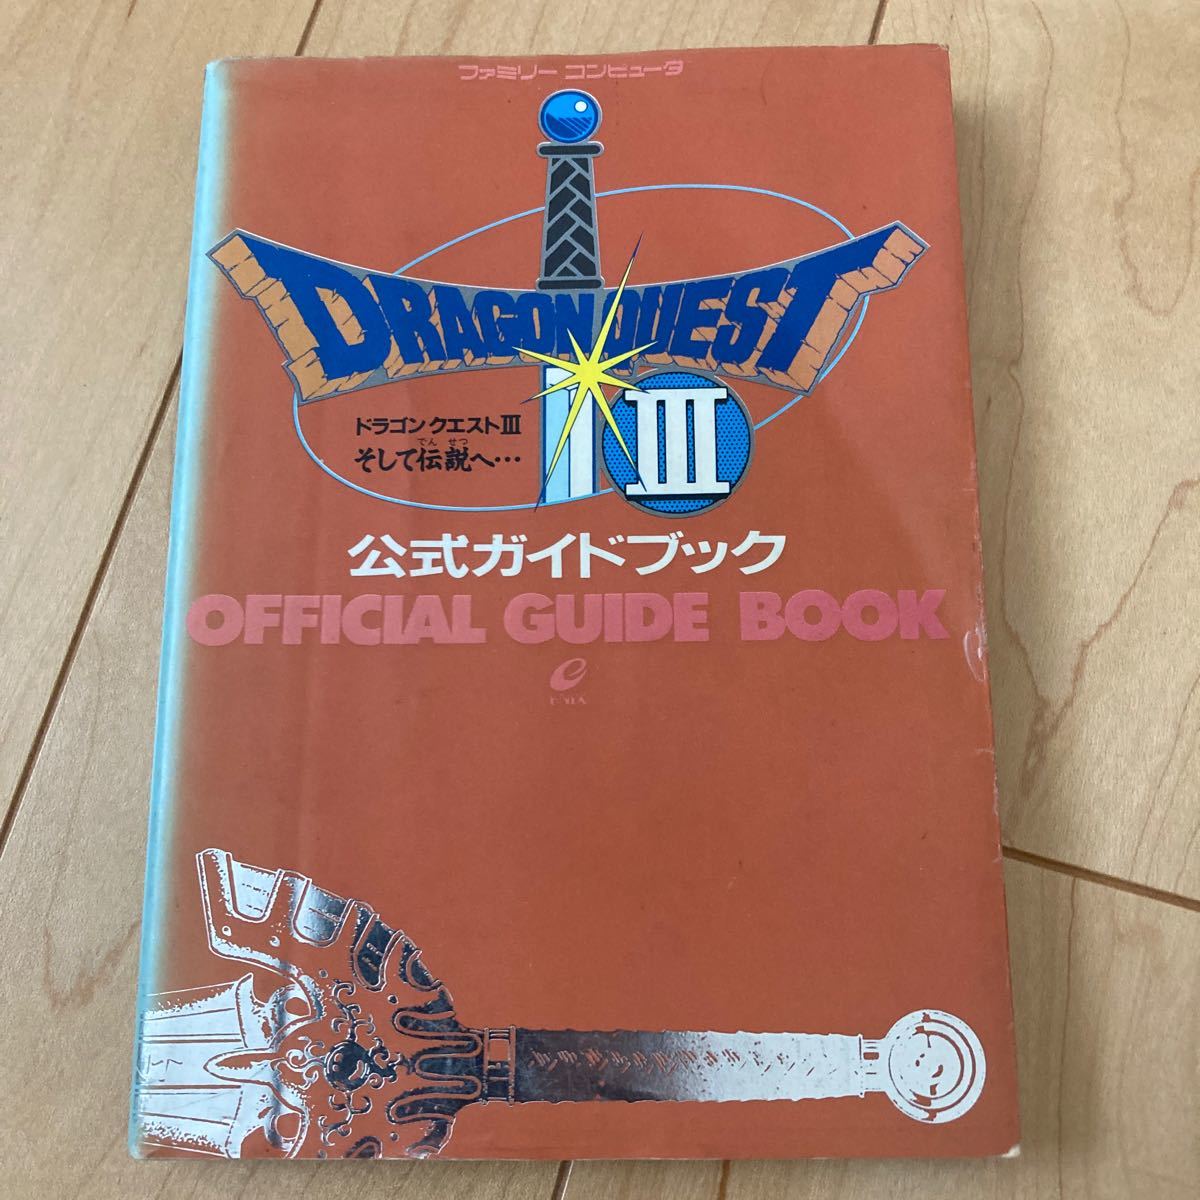 ファミリー コンピュータ
DRAGON QUEST
III
ドラゴンクエストIII
でん せつ
そして伝説へ…
公式ガイドブック
OFFICIAL GUIDE BOOK